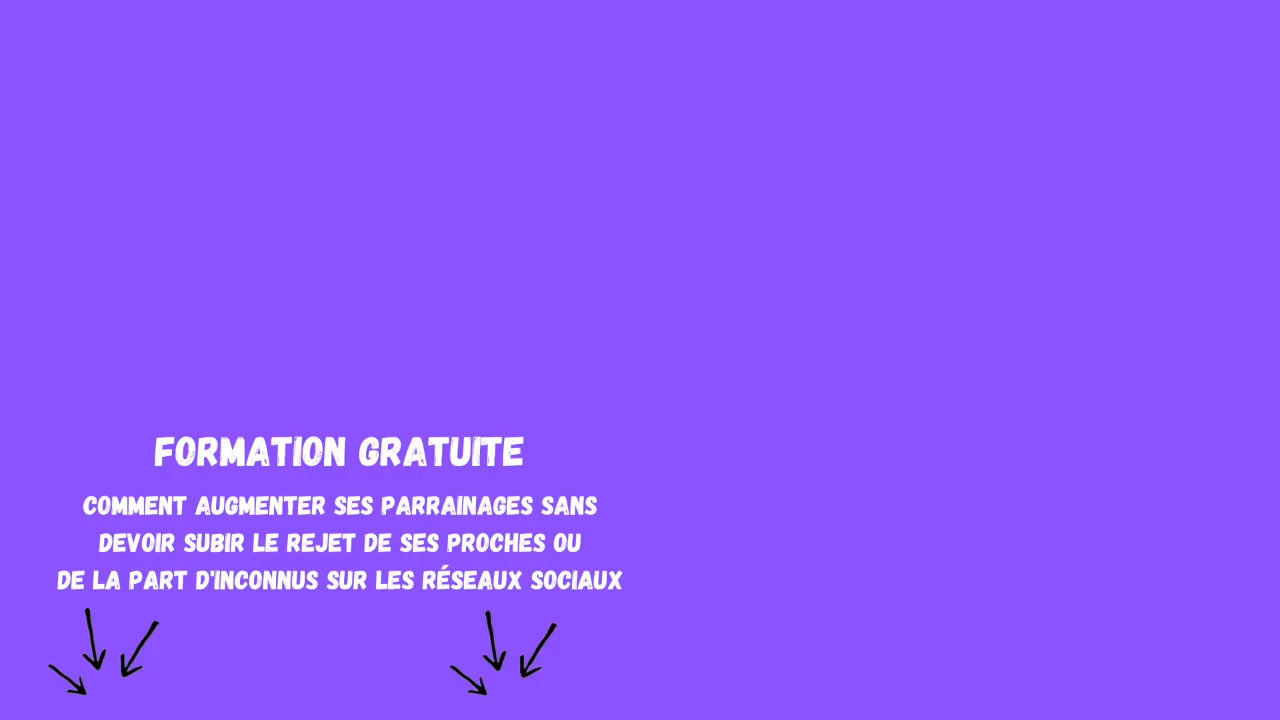 FORMATION GRATUITE
COMMENT AUGMENTER SES PARRAINAGES SANS
DEVOIR SUBIR LE REJET DE SES PROCHES OU
DE LA PART D'INCONNUS SUR LES RÉSEAUX SOCIAUX